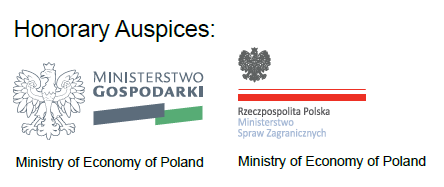 Honorary Auspices:
MINISTERSTWO
GOSPODARKI
Ministry of Economy of Poland
Rzeczpospolita Polska
Ministerstwo
Spraw Zagranicznych
Ministry of Economy of Poland